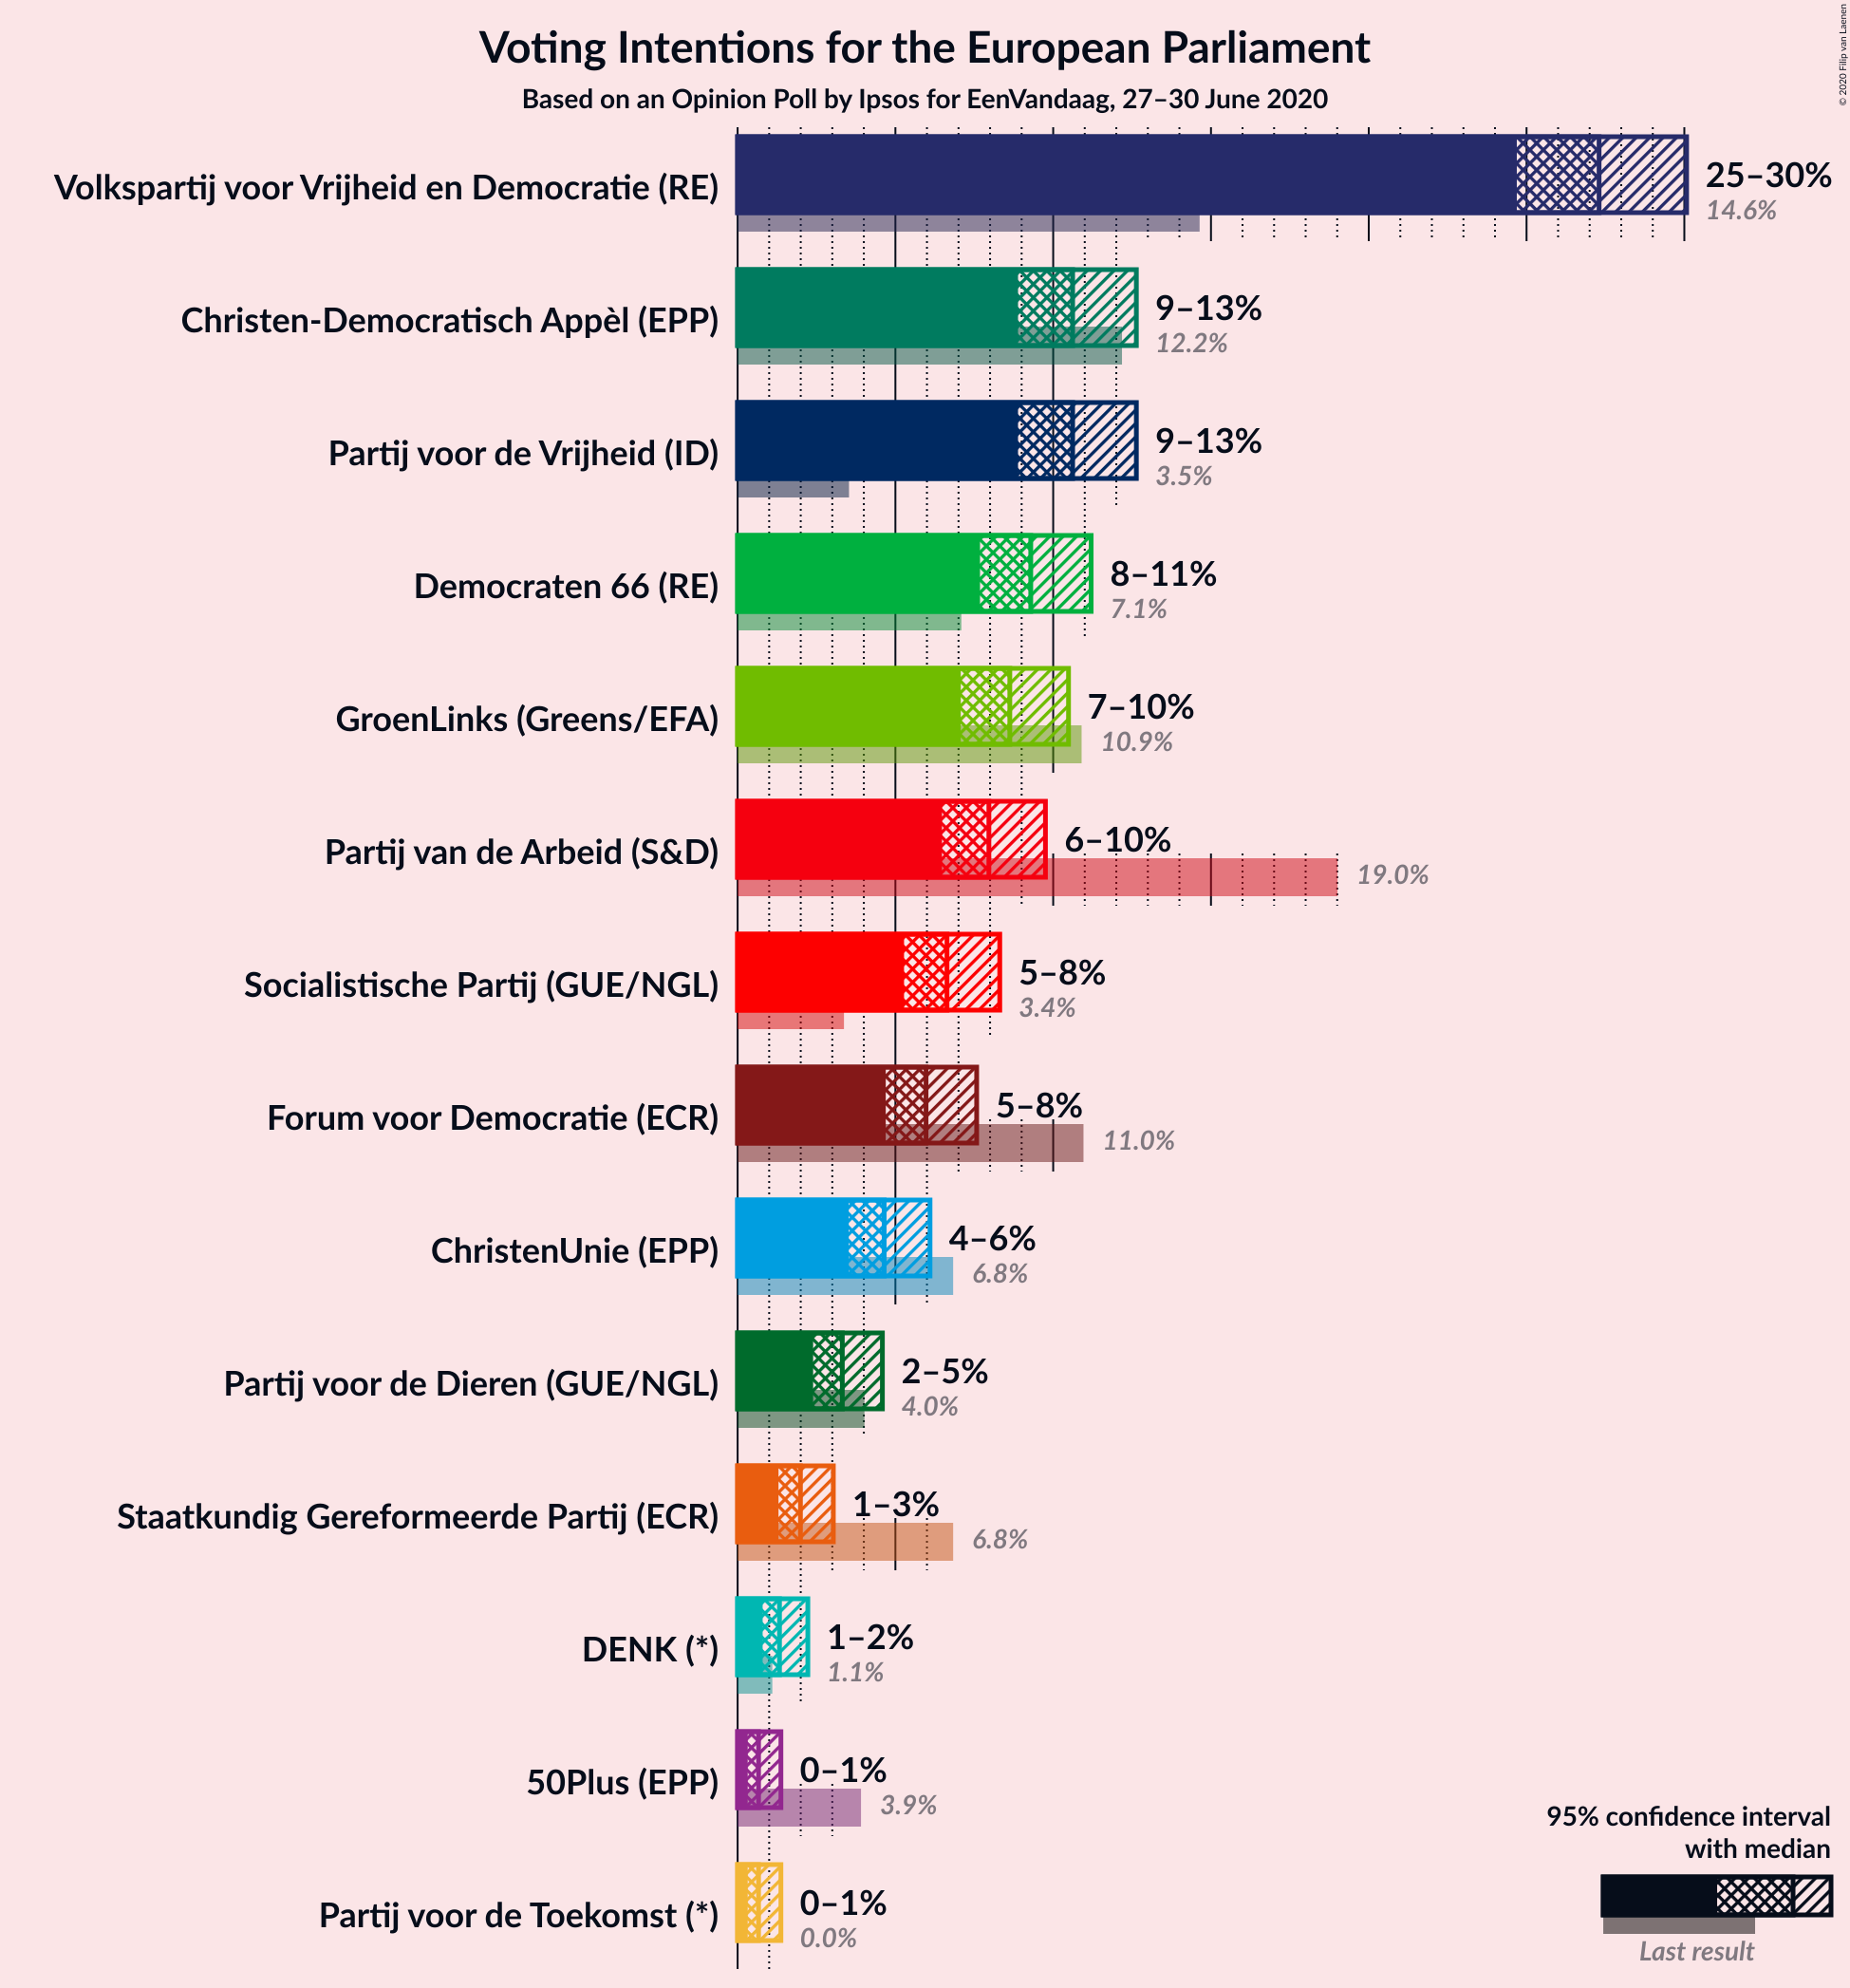 Voting Intentions for the European Parliament
Based on an Opinion Poll by Ipsos for EenVandaag, 27–30 June 2020
© 2020 Filip van Laenen
Volkspartij voor Vrijheid en Democratie (RE)
25–30%
14.6%
Christen-Democratisch Appèl (EPP)
9–13%
12.2%
Partij voor de Vrijheid (ID)
9–13%
3.5%
Democraten 66 (RE)
8–11%
7.1%
GroenLinks (Greens/EFA)
7–10%
10.9%
Partij van de Arbeid (S&D)
6–10%
19.0%
Socialistische Partij (GUE/NGL)
5–8%
3.4%
Forum voor Democratie (ECR)
5–8%
11.0%
ChristenUnie (EPP)
4–6%
6.8%
Partij voor de Dieren (GUE/NGL)
2–5%
4.0%
Staatkundig Gereformeerde Partij (ECR)
1–3%
6.8%
DENK (*)
1–2%
1.1%
50Plus (EPP)
0–1%
3.9%
Partij voor de Toekomst (*)
0–1%
0.0%
95% confidence interval
with median
Last result